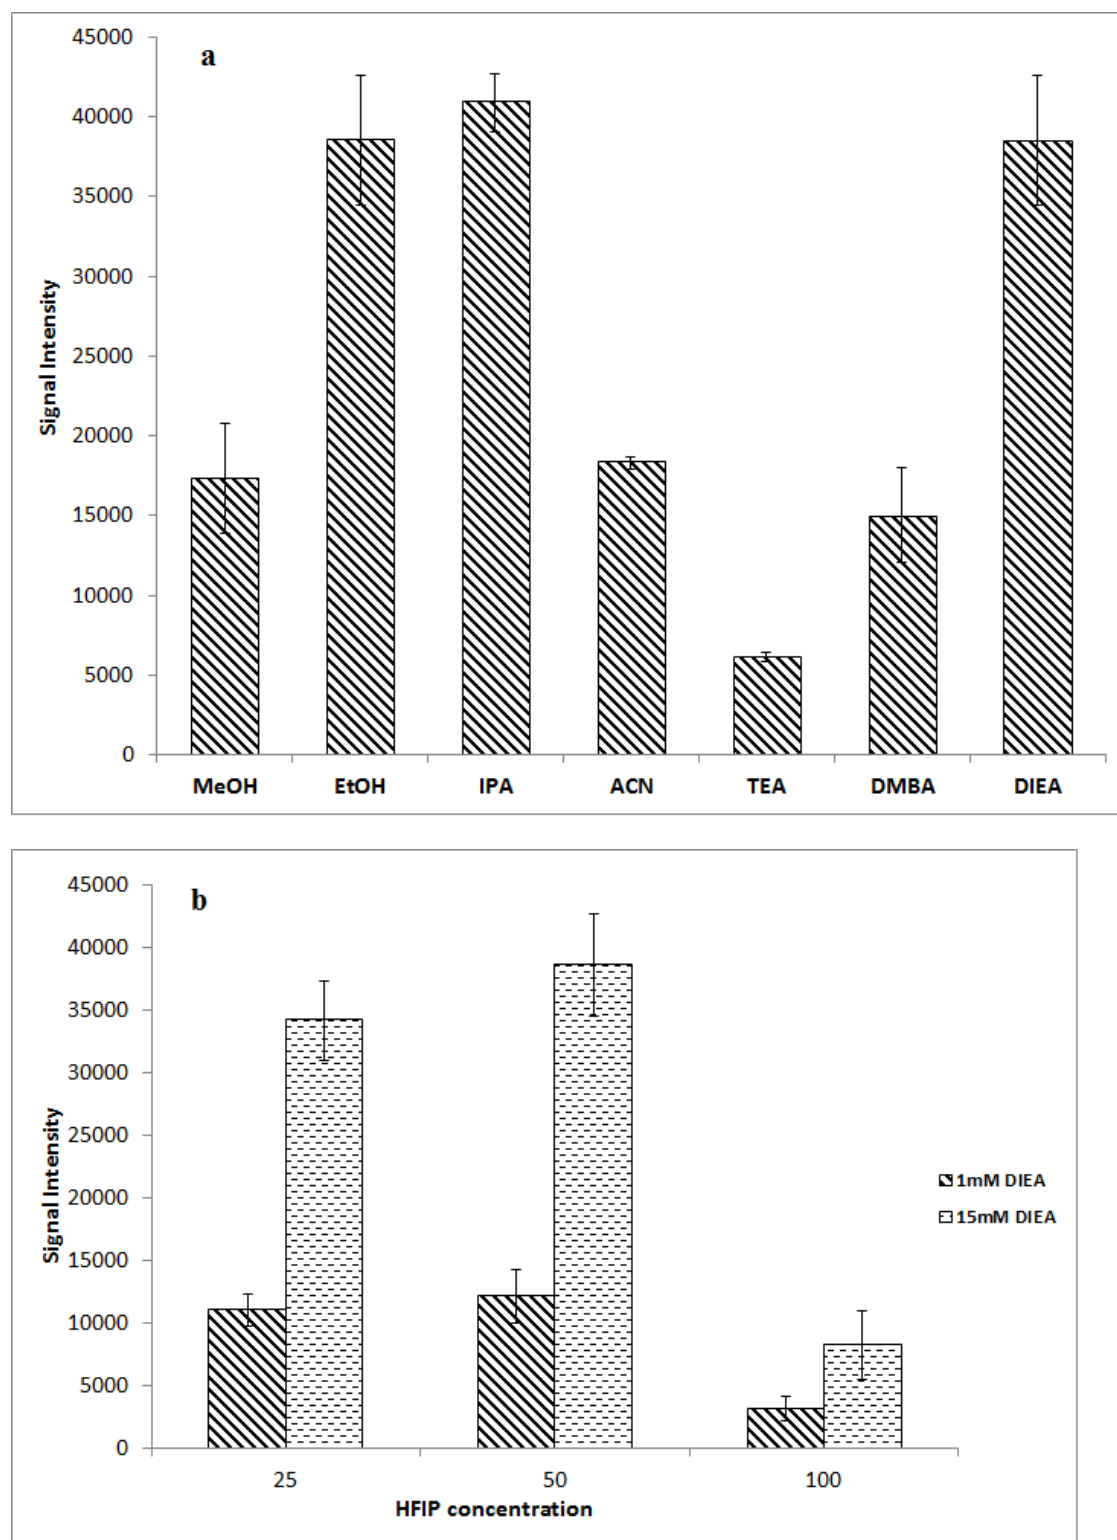 a
45000
40000
35000
30000
25000
20000
15000
10000
5000
0
Signal Intensity
MeOH EtOH IPA ACN TEA DMBA DIEA
b
45000
40000
35000
30000
25000
20000
15000
10000
5000
0
Signal Intensity
1mM DIEA
15mM DIEA
25 50 100
HFIP concentration